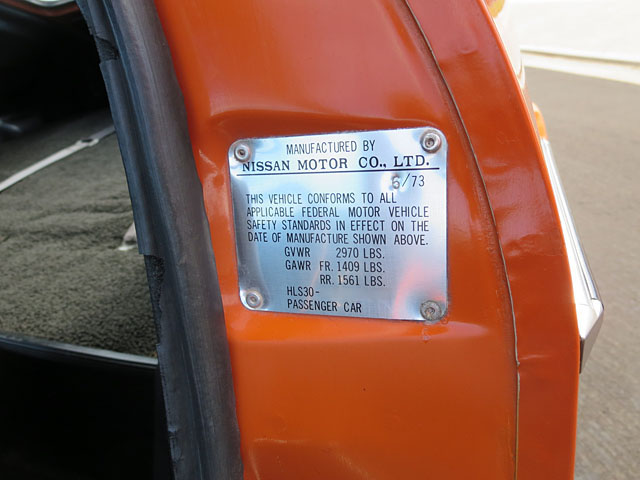 MANUFACTURED BY
NISSAN MOTOR CO., LTD.
6/73
THIS VEHICLE CONFORMS TO ALL
APPLICABLE FEDERAL MOTOR VEHICLE
SAFETY STANDARDS IN EFFECT ON THE
DATE OF MANUFACTURE SHOWN ABOVE.
GVWR 2970 LBS.
GAWR FR. 1409 LBS.
RR. 1561 LBS.
HLS30-
PASSENGER CAR